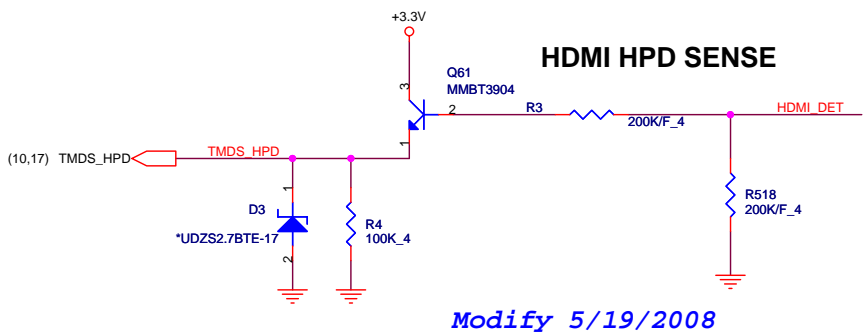 +3.3V
HDMI HPD SENSE
Q61
MMBT3904
3
2
1
R3
200K/F_4
HDMI_DET
(10,17) TMDS_HPD
TMDS_HPD
1
D3
*UDZS2.7BTE-17
2
R4
100K_4
R518
200K/F_4
Modify 5/19/2008